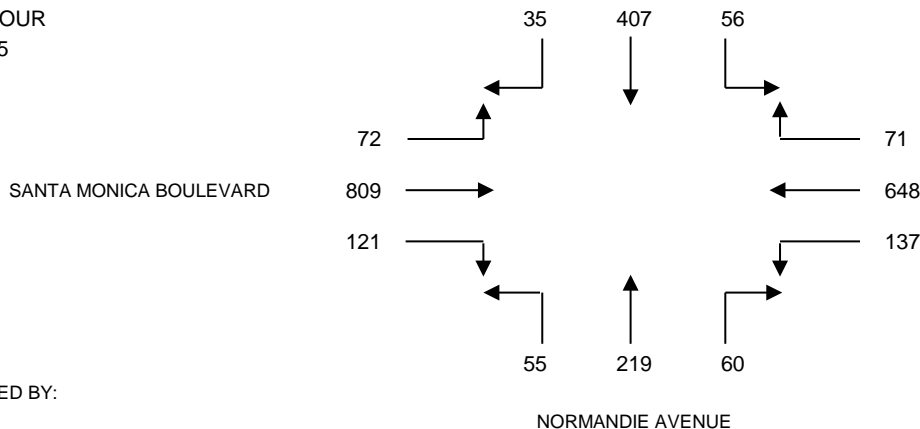 OUR 35 407 56
5
72 71
SANTA MONICA BOULEVARD 809 648
121 137
55 219 60
ED BY:
NORMANDIE AVENUE